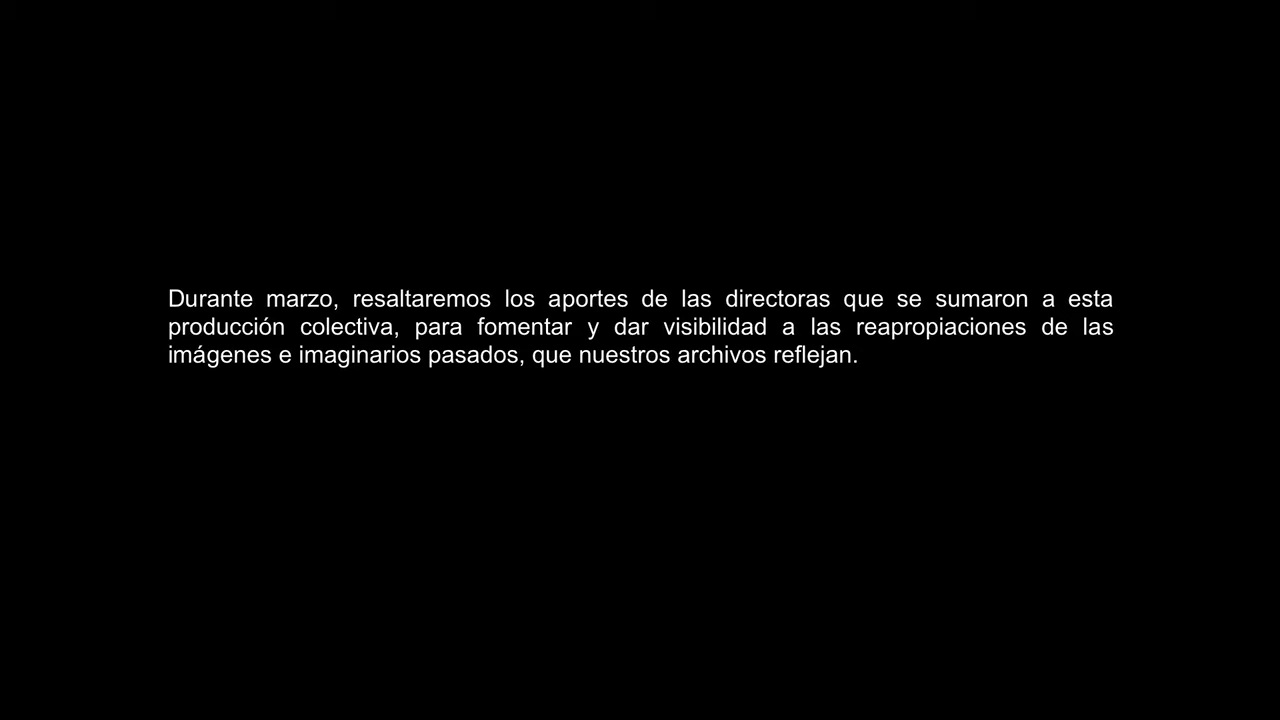 Durante marzo, resaltaremos los aportes de las directoras que se sumaron a esta
producción colectiva, para fomentar y dar visibilidad a las reapropiaciones de las
imágenes e imaginarios pasados, que nuestros archivos reflejan.